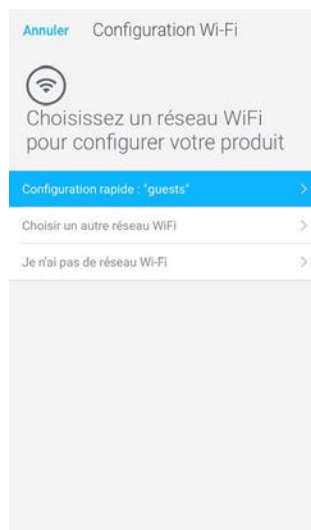 Annuler Configuration Wi-Fi
Choisissez un réseau WiFi
pour configurer votre produit
Configuration rapide : "guests"
Choisir un autre réseau WiFi
Je n'ai pas de réseau Wi-Fi